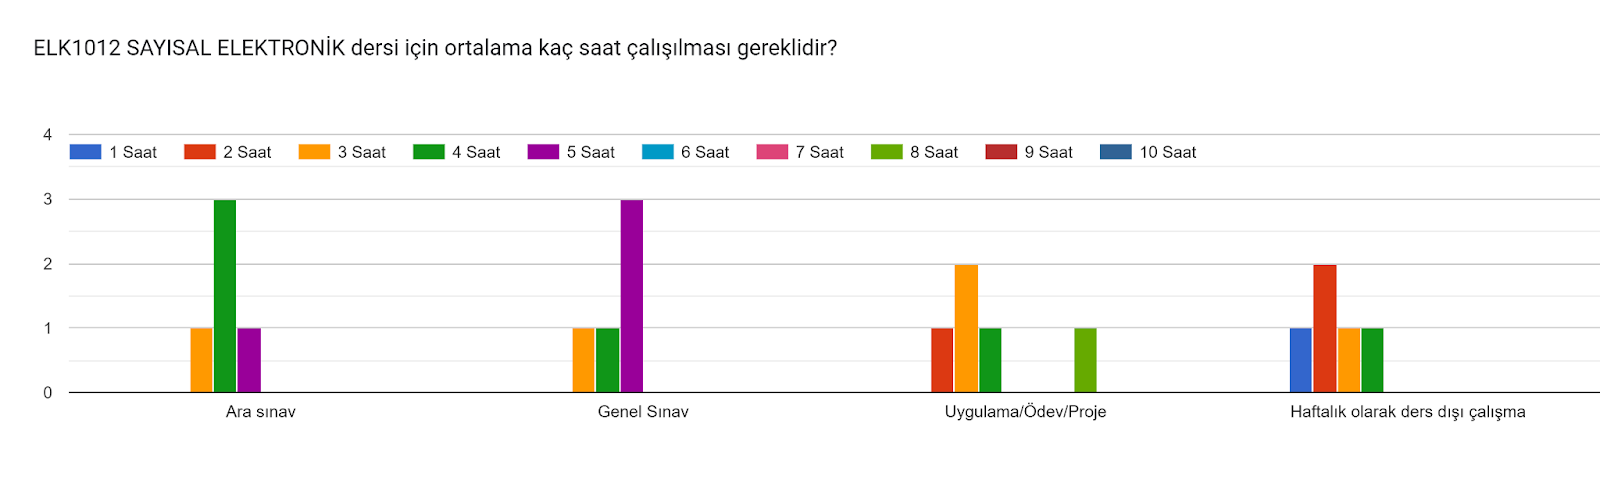 ELK1012 SAYISAL ELEKTRONİK dersi için ortalama kaç saat çalışılması gereklidir?
4
1 Saat 2 Saat 3 Saat 4 Saat 5 Saat 6 Saat 7 Saat 8 Saat 9 Saat 10 Saat
3
2
1
0
Ara sınav Genel Sınav Uygulama/Ödev/Proje Haftalık olarak ders dışı çalışma